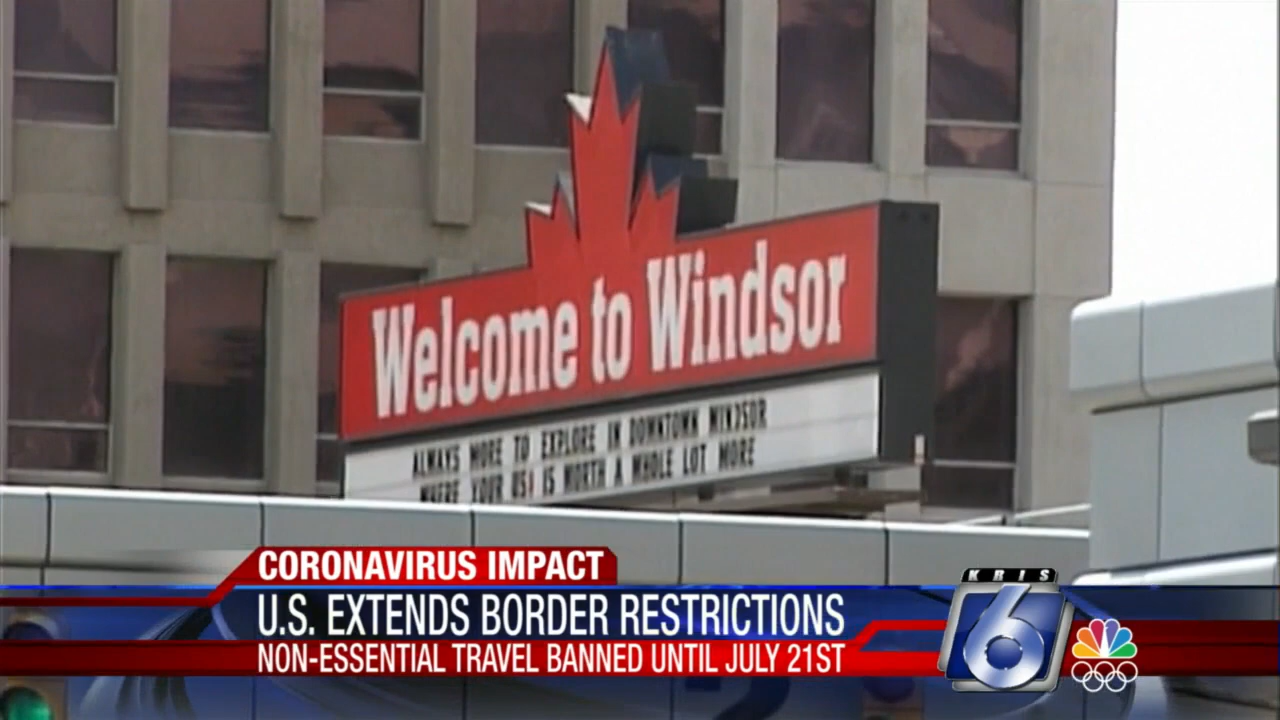 Welcome to Windsor
ALWAYS MORE TO EXPLORE IN DOWNTOWN WINDSOR
WHERE YOUR US$ IS WORTH A WHOLE LOT MORE
CORONAVIRUS IMPACT
U.S. EXTENDS BORDER RESTRICTIONS
NON-ESSENTIAL TRAVEL BANNED UNTIL JULY 21ST
KRIS
6